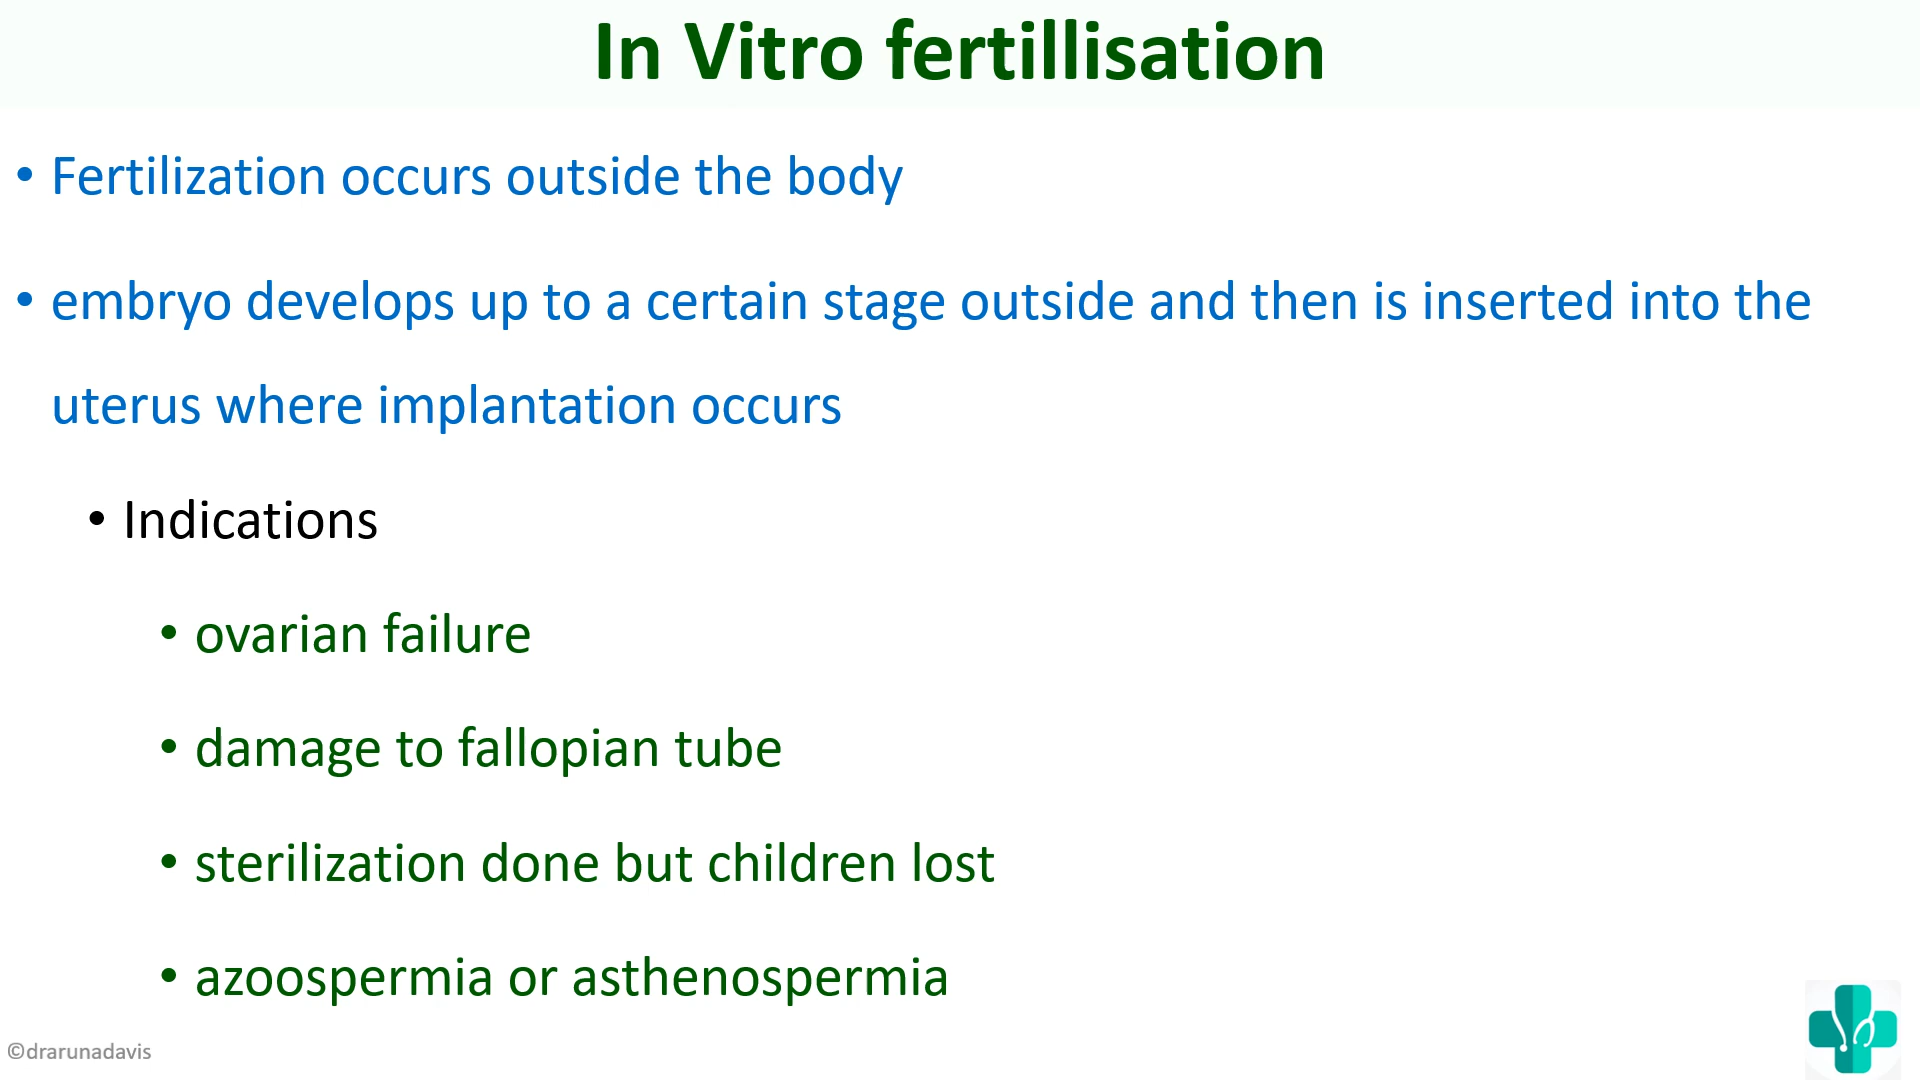 In Vitro fertillisation
• Fertilization occurs outside the body
• embryo develops up to a certain stage outside and then is inserted into the
uterus where implantation occurs
• Indications
• ovarian failure
• damage to fallopian tube
• sterilization done but children lost
• azoospermia or asthenospermia
©drarunadavis